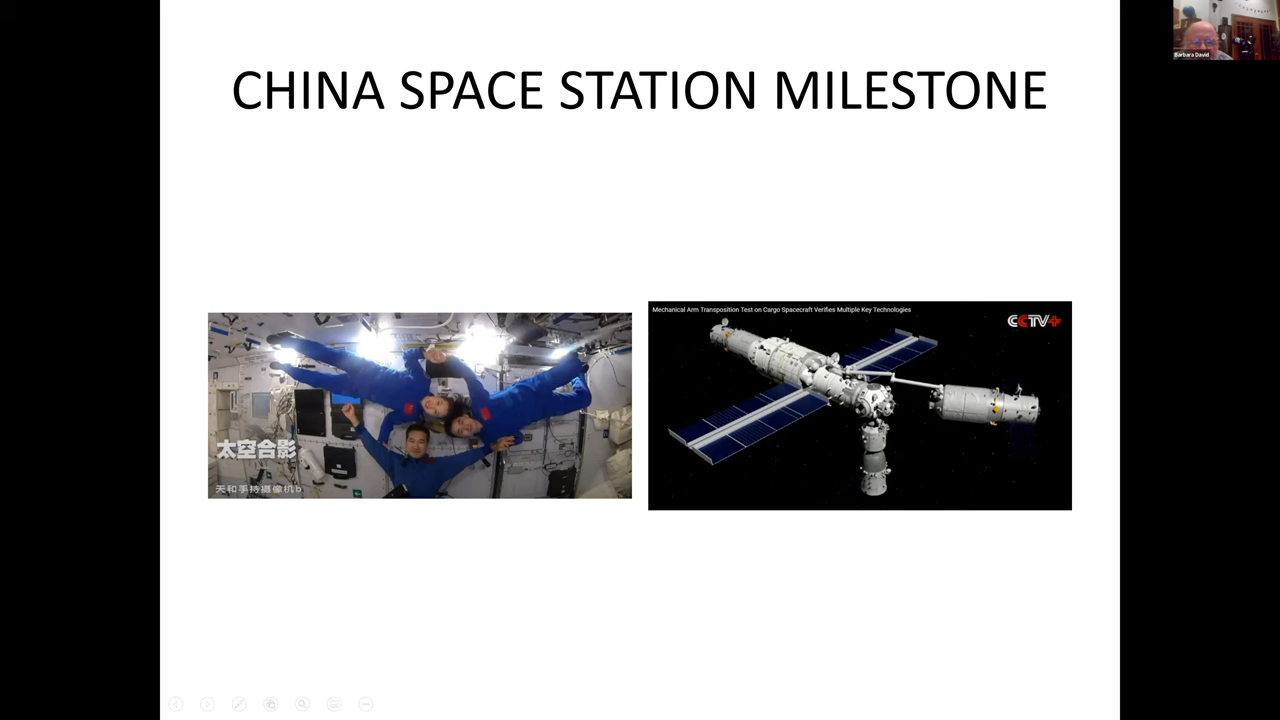 CHINA SPACE STATION MILESTONE
Barbara David
Mechanical Arm Transposition Test on Cargo Spacecraft Verifies Multiple Key Technologies
CCTV+
太空合影
天和手持摄像机b